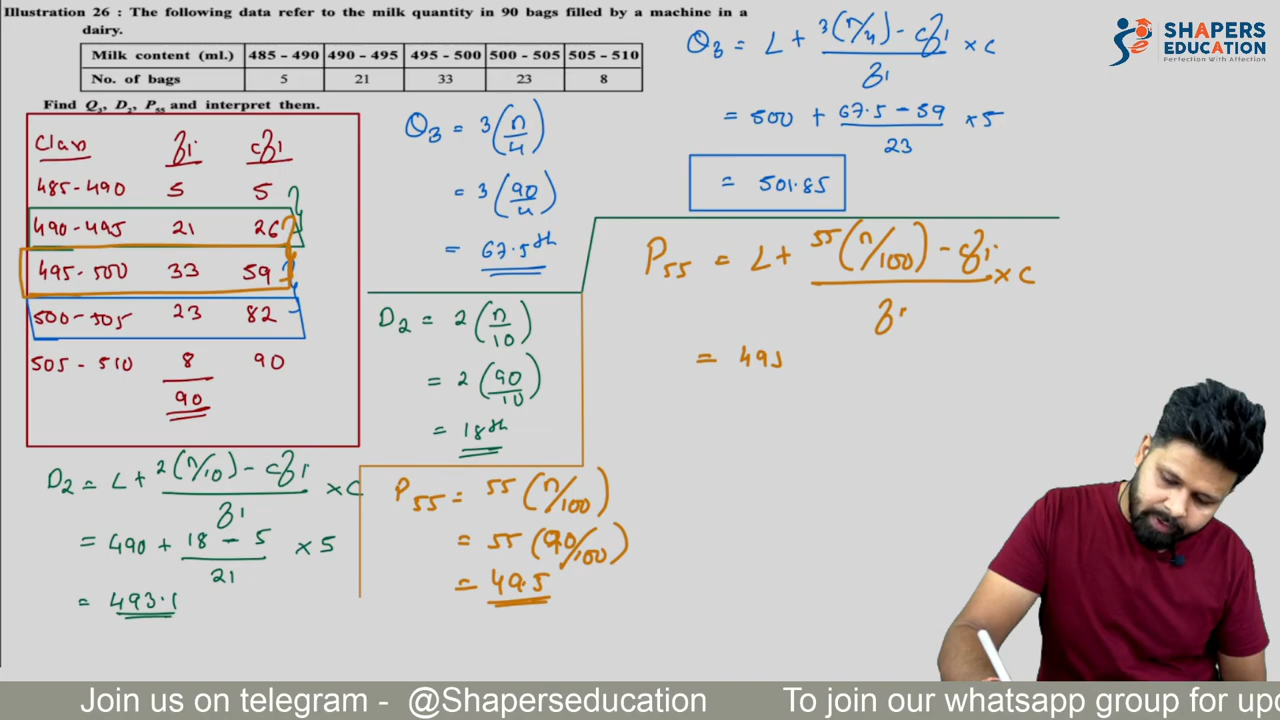 Illustration 26 : The following data refer to the milk quantity in 90 bags filled by a machine in a
dairy.
Milk content (ml.) 485 – 490 490 – 495 495 – 500 500 – 505 505 – 510
No. of bags 5 21 33 23 8
Find Q₃, D₂, P₅₅ and interpret them.
Class fi cfi
485-490 5 5
490-495 21 26
495-500 33 59
500-505 23 82
505-510 8 90
90
Q₃ = 3(n/4)
= 3(90/4)
= 67.5th
D₂ = 2(n/10)
= 2(90/10)
= 18th
D₂ = L + 2(n/10) - cfi / fi × C
= 490 + 18 - 5 / 21 × 5
= 493.1
P₅₅ = 55(n/100)
= 55(90/100)
= 49.5
Q₃ = L + 3(n/4) - cfi / fi × C
= 500 + 67.5 - 59 / 23 × 5
= 501.85
P₅₅ = L + 55(n/100) - cfi / fi × C
= 495
SHAPERS
EDUCATION
Perfection With Affection
Join us on telegram - @Shaperseducation To join our whatsapp group for upd